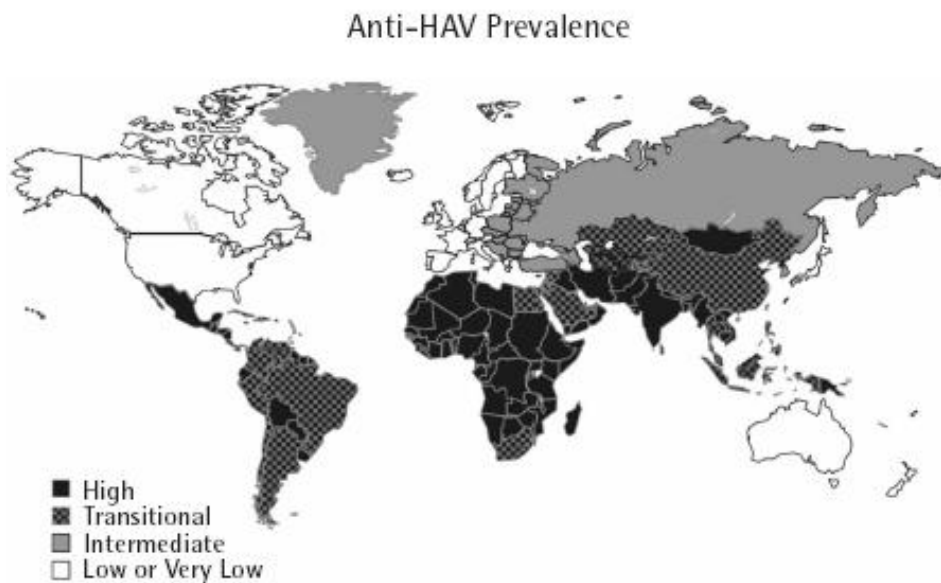 Anti-HAV Prevalence
High
Transitional
Intermediate
Low or Very Low